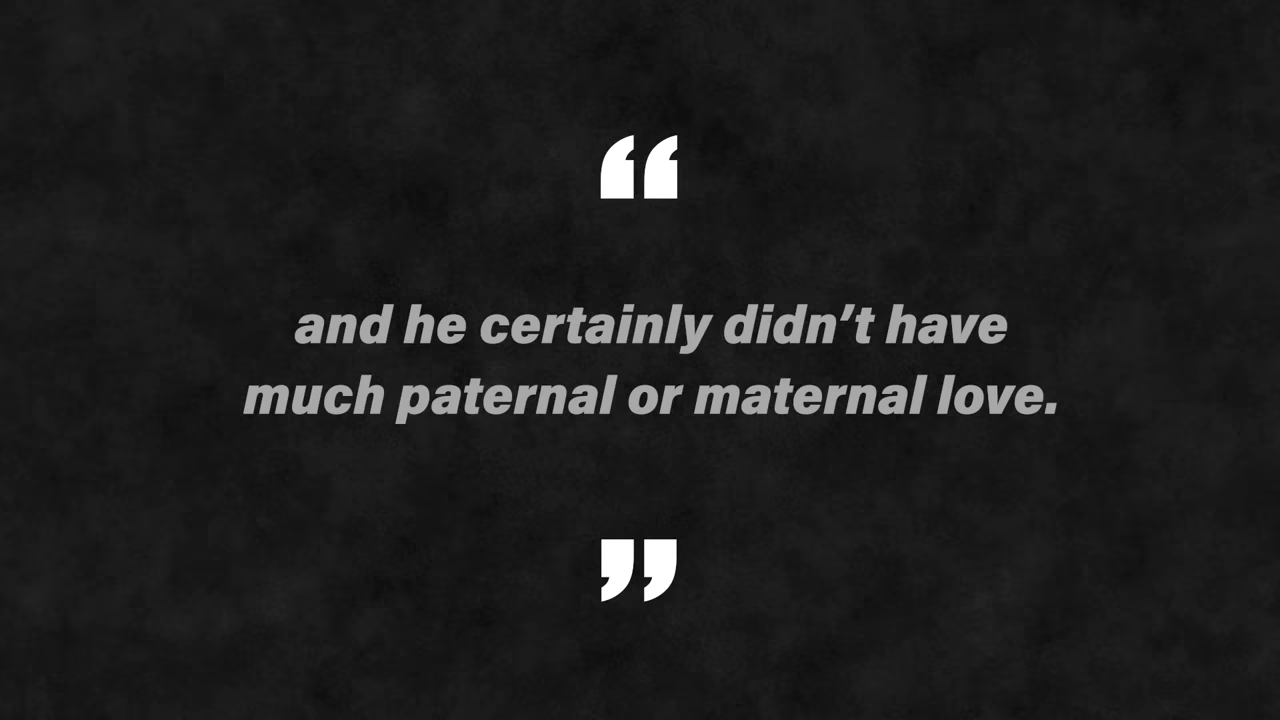 “
and he certainly didn’t have
much paternal or maternal love.
”